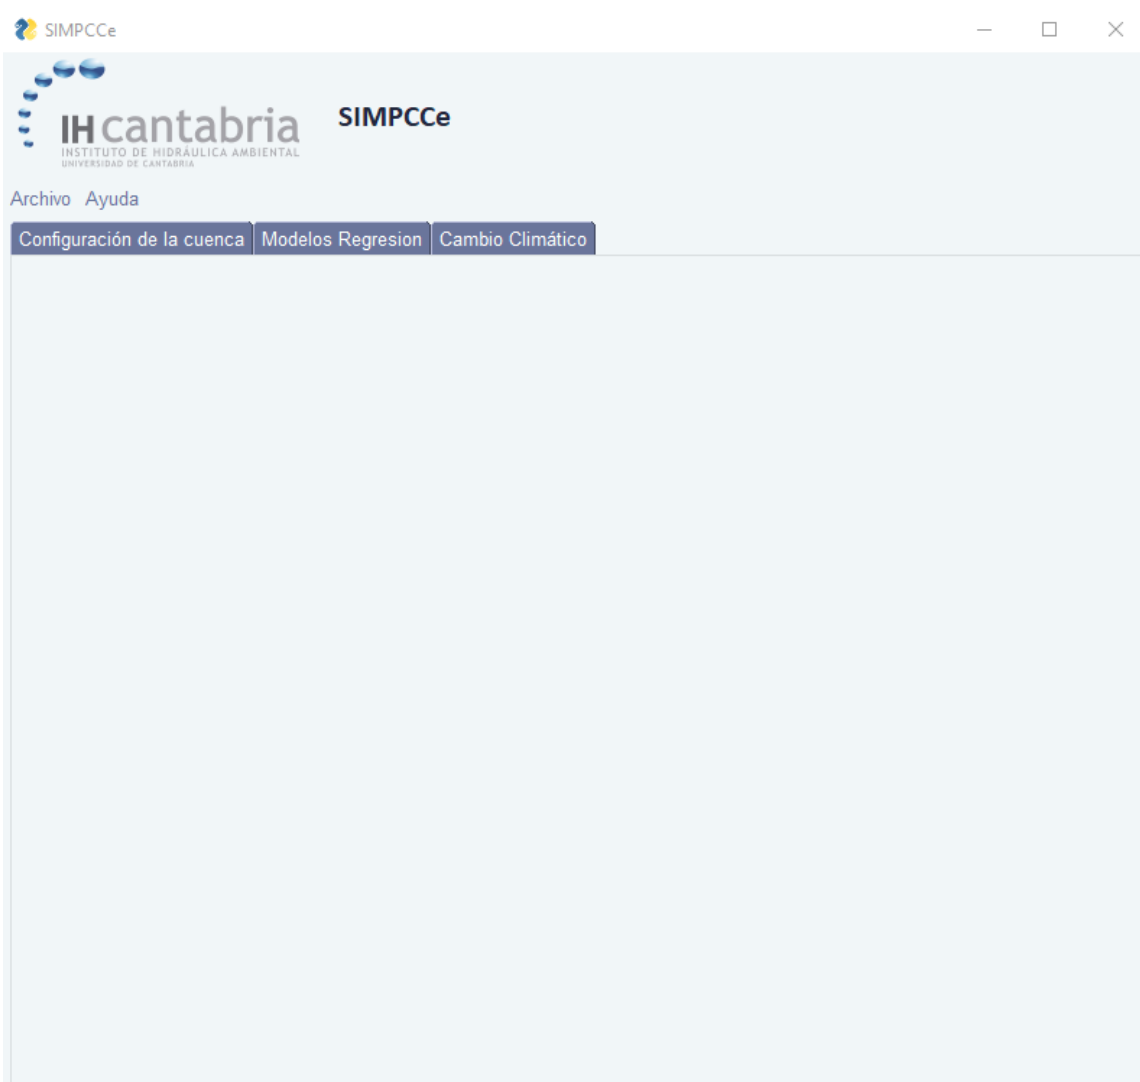 SIMPCCe
IHcantabria
INSTITUTO DE HIDRÁULICA AMBIENTAL
UNIVERSIDAD DE CANTABRIA
SIMPCCe
Archivo Ayuda
Configuración de la cuenca Modelos Regresion Cambio Climático